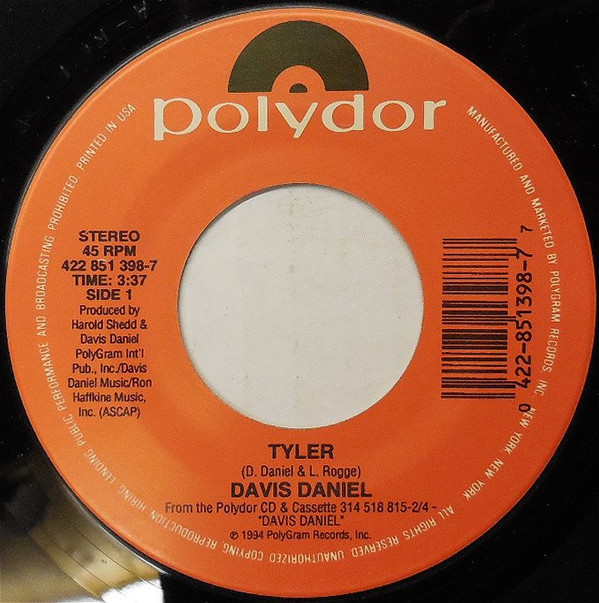 polydor
STEREO
45 RPM
422 851 398-7
TIME: 3:37
SIDE 1
Produced by
Harold Shedd &
Davis Daniel
PolyGram Int'l
Pub., Inc./Davis
Daniel Music/Ron
Haffkine Music,
Inc. (ASCAP)
0 422-851398-7 7
TYLER
(D. Daniel & L. Rogge)
DAVIS DANIEL
From the Polydor CD & Cassette 314 518 815-2/4 -
"DAVIS DANIEL"
℗ 1994 PolyGram Records, Inc.
MANUFACTURED AND MARKETED BY POLYGRAM RECORDS, INC. NEW YORK, NEW YORK
ALL RIGHTS RESERVED. UNAUTHORIZED COPYING, REPRODUCTION, HIRING, LENDING, PUBLIC PERFORMANCE AND BROADCASTING PROHIBITED. PRINTED IN USA